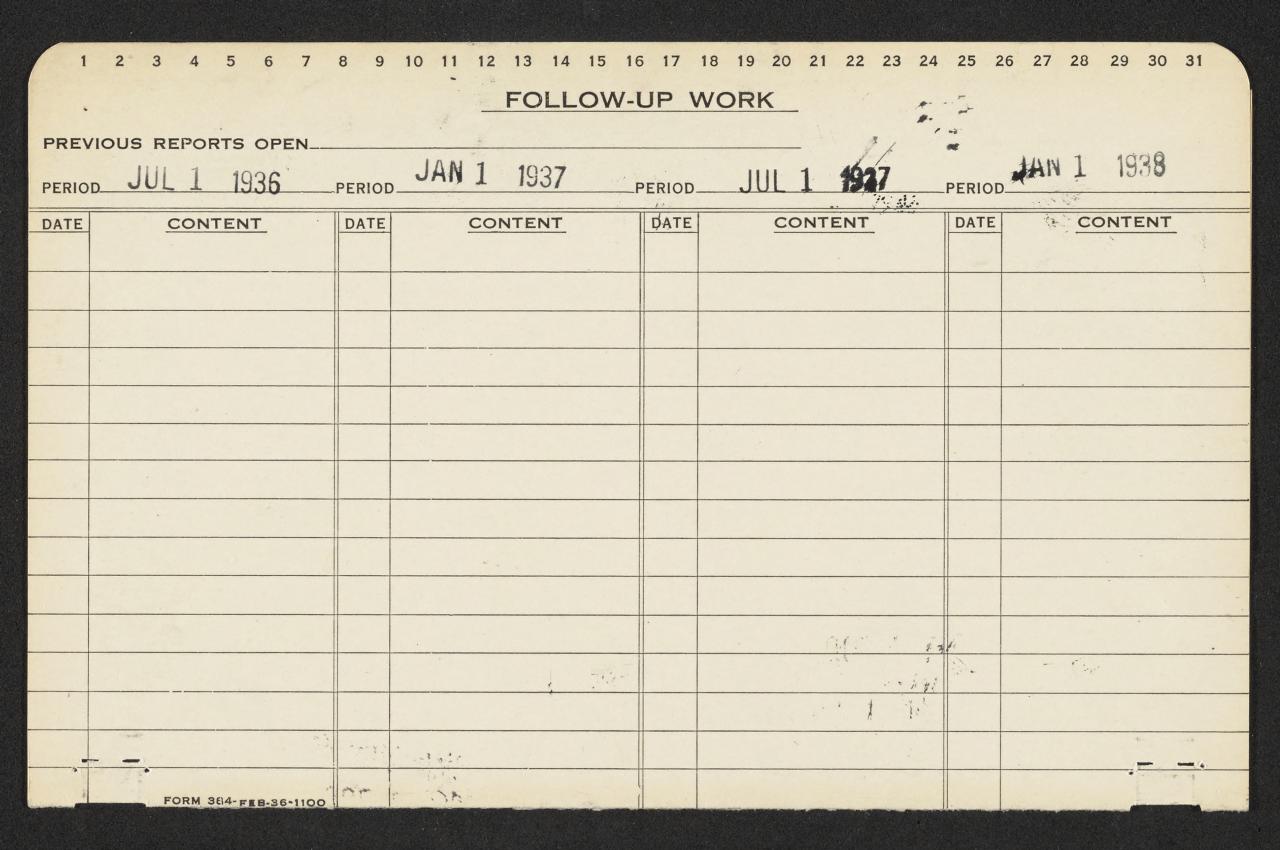 1 2 3 4 5 6 7 8 9 10 11 12 13 14 15 16 17 18 19 20 21 22 23 24 25 26 27 28 29 30 31
FOLLOW-UP WORK
PREVIOUS REPORTS OPEN
PERIOD JUL 1 1936 PERIOD JAN 1 1937 PERIOD JUL 1 1937 PERIOD JAN 1 1938
DATE CONTENT DATE CONTENT DATE CONTENT DATE CONTENT
FORM 384-FEB-36-1100